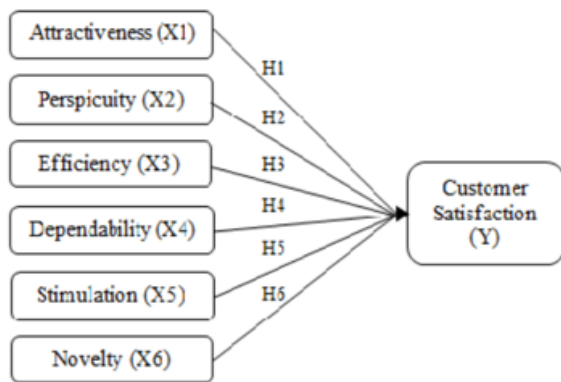 Attractiveness (X1)
H1
Perspicuity (X2)
H2
Efficiency (X3)
H3
Dependability (X4)
H4
Stimulation (X5)
H5
Novelty (X6)
H6
Customer
Satisfaction
(Y)